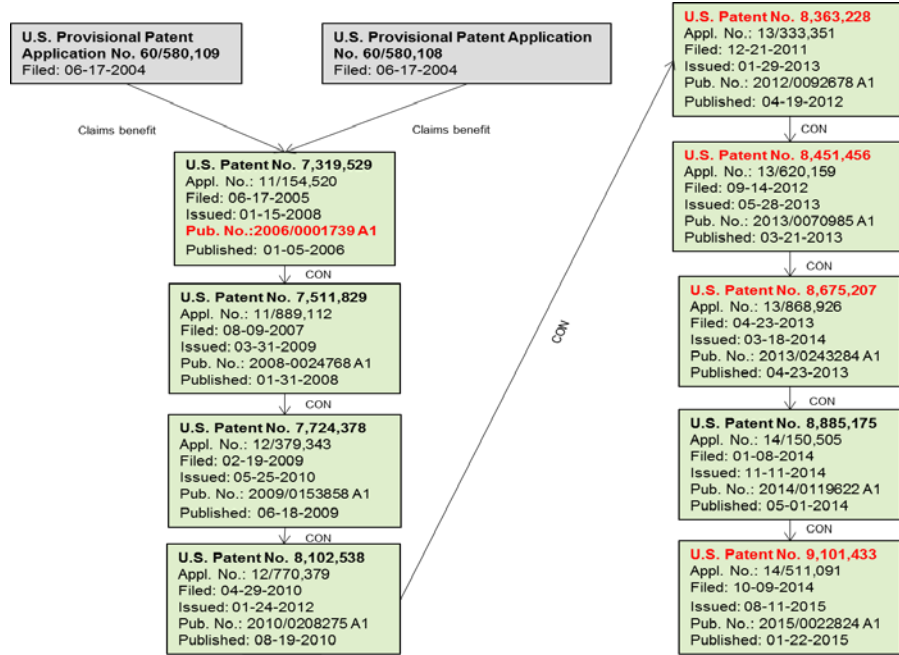 U.S. Provisional Patent
Application No. 60/580,109
Filed: 06-17-2004
U.S. Provisional Patent Application
No. 60/580,108
Filed: 06-17-2004
Claims benefit
Claims benefit
U.S. Patent No. 7,319,529
Appl. No.: 11/154,520
Filed: 06-17-2005
Issued: 01-15-2008
Pub. No.:2006/0001739 A1
Published: 01-05-2006
CON
U.S. Patent No. 7,511,829
Appl. No.: 11/889,112
Filed: 08-09-2007
Issued: 03-31-2009
Pub. No.: 2008-0024768 A1
Published: 01-31-2008
CON
U.S. Patent No. 7,724,378
Appl. No.: 12/379,343
Filed: 02-19-2009
Issued: 05-25-2010
Pub. No.: 2009/0153858 A1
Published: 06-18-2009
CON
U.S. Patent No. 8,102,538
Appl. No.: 12/770,379
Filed: 04-29-2010
Issued: 01-24-2012
Pub. No.: 2010/0208275 A1
Published: 08-19-2010
CON
U.S. Patent No. 8,363,228
Appl. No.: 13/333,351
Filed: 12-21-2011
Issued: 01-29-2013
Pub. No.: 2012/0092678 A1
Published: 04-19-2012
CON
U.S. Patent No. 8,451,456
Appl. No.: 13/620,159
Filed: 09-14-2012
Issued: 05-28-2013
Pub. No.: 2013/0070985 A1
Published: 03-21-2013
CON
U.S. Patent No. 8,675,207
Appl. No.: 13/868,926
Filed: 04-23-2013
Issued: 03-18-2014
Pub. No.: 2013/0243284 A1
Published: 04-23-2013
CON
U.S. Patent No. 8,885,175
Appl. No.: 14/150,505
Filed: 01-08-2014
Issued: 11-11-2014
Pub. No.: 2014/0119622 A1
Published: 05-01-2014
CON
U.S. Patent No. 9,101,433
Appl. No.: 14/511,091
Filed: 10-09-2014
Issued: 08-11-2015
Pub. No.: 2015/0022824 A1
Published: 01-22-2015